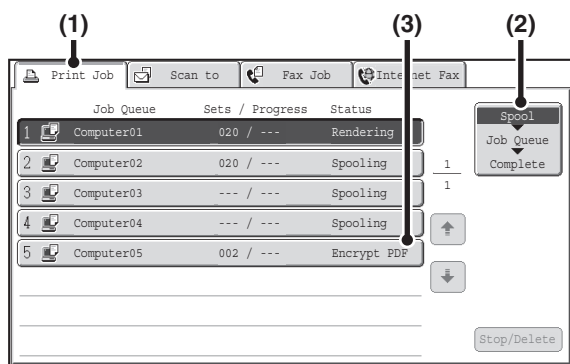 (1) (3) (2)
Print Job Scan to Fax Job Internet Fax
Job Queue Sets / Progress Status
1 Computer01 020 / --- Rendering
2 Computer02 020 / --- Spooling
3 Computer03 --- / --- Spooling
4 Computer04 --- / --- Spooling
5 Computer05 002 / --- Encrypt PDF
1
1
Spool
Job Queue
Complete
Stop/Delete